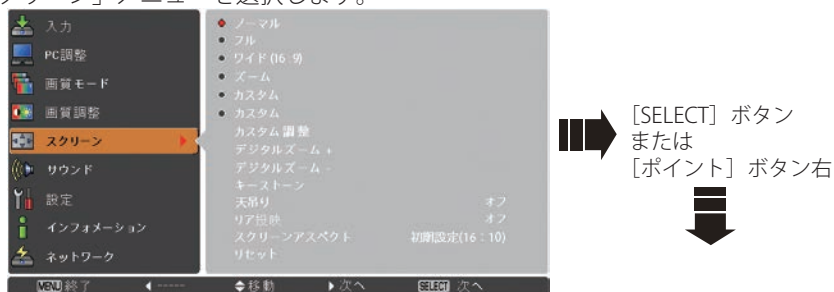 クリーン」メニューを選択します。
入力
PC調整
画質モード
画質調整
スクリーン
サウンド
設定
インフォメーション
ネットワーク
ノーマル
フル
ワイド(16:9)
ズーム
カスタム
カスタム
カスタム調整
デジタルズーム +
デジタルズーム -
キーストーン
天吊り オフ
リア投映 オフ
スクリーンアスペクト 初期設定(16:10)
リセット
MENU 終了 ----- 移動 次へ SELECT 次へ
[SELECT] ボタン
または
[ポイント] ボタン右